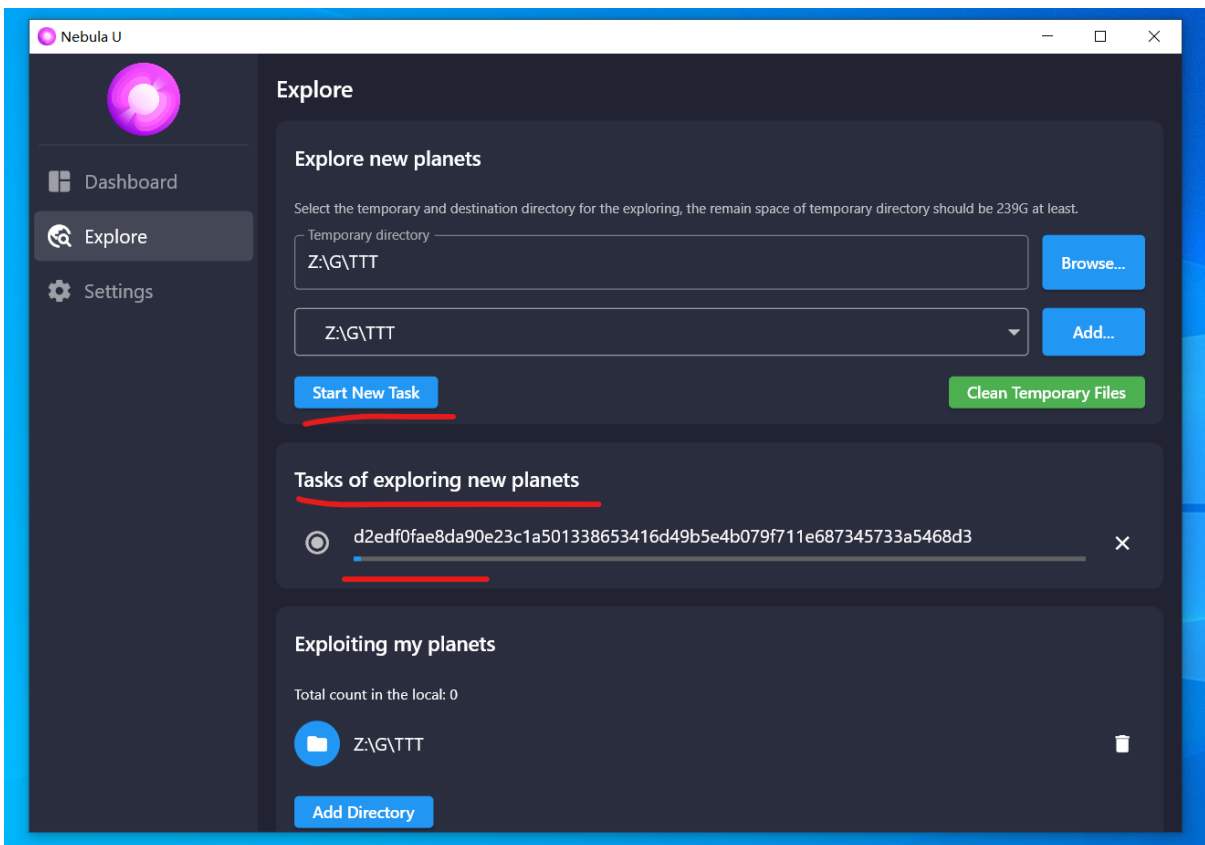 Nebula U
Explore
Dashboard
Explore
Settings
Explore new planets
Select the temporary and destination directory for the exploring, the remain space of temporary directory should be 239G at least.
Temporary directory
Z:\G\TTT
Browse...
Z:\G\TTT
Add...
Start New Task
Clean Temporary Files
Tasks of exploring new planets
d2edf0fae8da90e23c1a501338653416d49b5e4b079f711e687345733a5468d3
Exploiting my planets
Total count in the local: 0
Z:\G\TTT
Add Directory